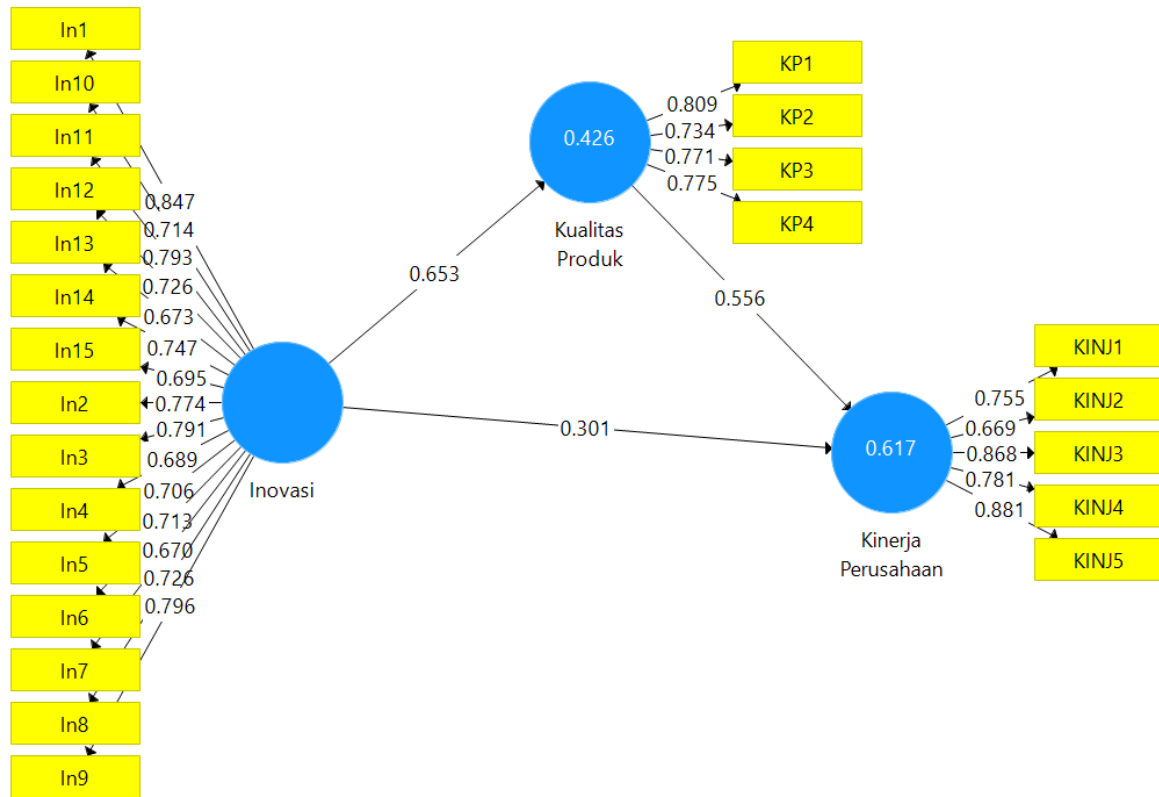 In1
In10
In11
In12
In13
In14
In15
In2
In3
In4
In5
In6
In7
In8
In9
0.847
0.714
0.793
0.726
0.673
0.747
0.695
0.774
0.791
0.689
0.706
0.713
0.670
0.726
0.796
Inovasi
0.653
0.301
0.426
Kualitas
Produk
0.809
0.734
0.771
0.775
KP1
KP2
KP3
KP4
0.556
0.617
Kinerja
Perusahaan
0.755
0.669
0.868
0.781
0.881
KINJ1
KINJ2
KINJ3
KINJ4
KINJ5